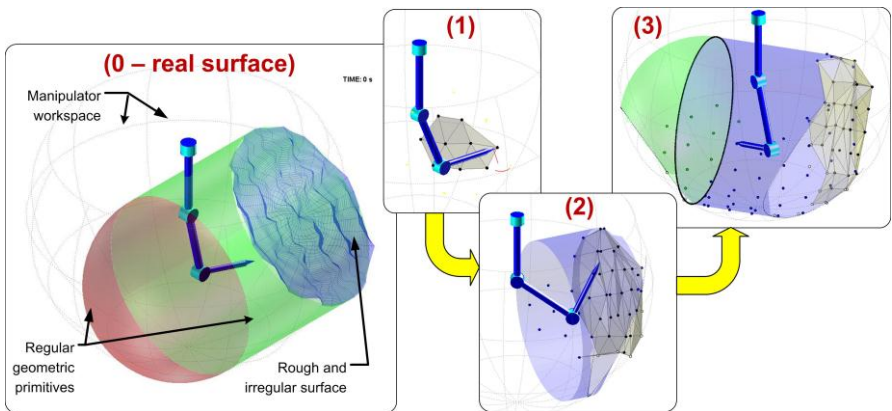 (0 – real surface)
TIME: 0 s
Manipulator
workspace
Regular
geometric
primitives
Rough and
irregular surface
(1)
(2)
(3)